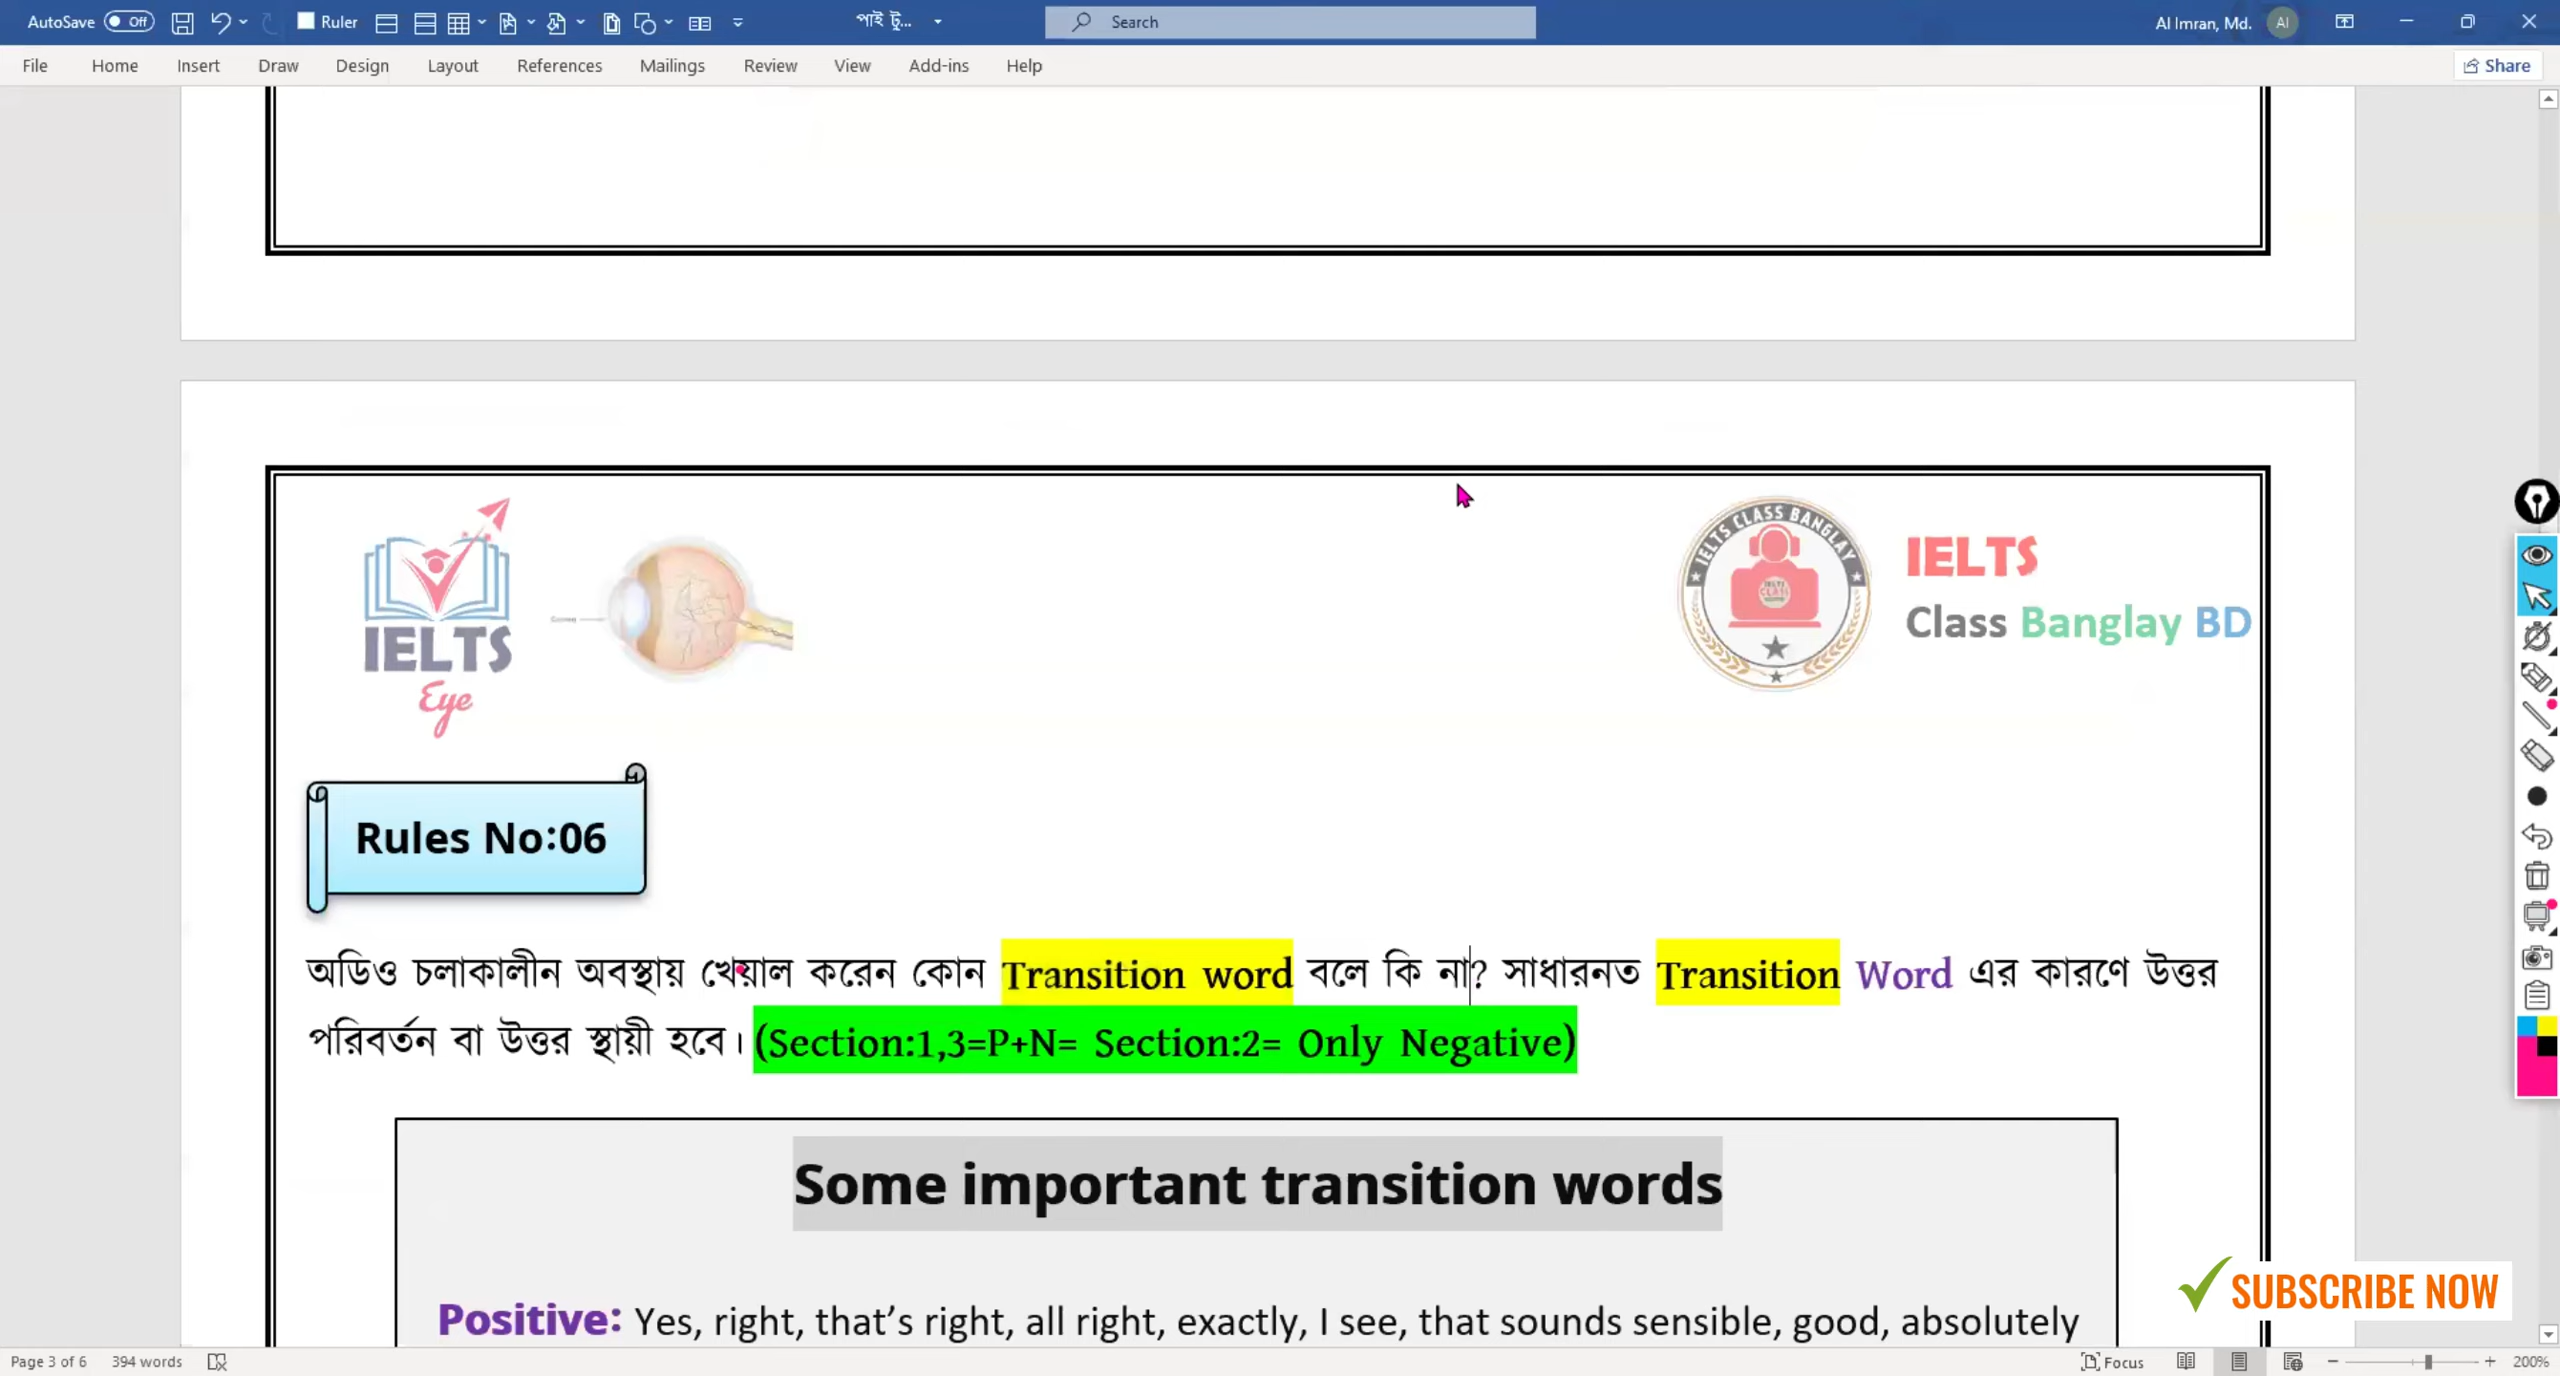 AutoSave Off Ruler পাই টু... Search Al Imran, Md. AI
File Home Insert Draw Design Layout References Mailings Review View Add-ins Help Share
IELTS CLASS BANGLAY
IELTS
Class Banglay BD
IELTS
Eye
Rules No:06
অডিও চলাকালীন অবস্থায় খেয়াল করেন কোন Transition word বলে কি না? সাধারনত Transition Word এর কারণে উত্তর
পরিবর্তন বা উত্তর স্থায়ী হবে। (Section:1,3=P+N= Section:2= Only Negative)
Some important transition words
Positive: Yes, right, that’s right, all right, exactly, I see, that sounds sensible, good, absolutely
SUBSCRIBE NOW
Page 3 of 6 394 words Focus 200%